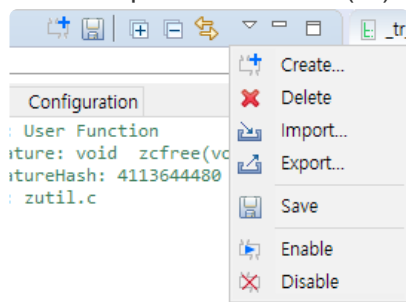 _tr
Create...
Delete
Import...
Export...
Save
Enable
Disable
Configuration
: User Function
ature: void zcfree(vo
atureHash: 4113644480
: zutil.c